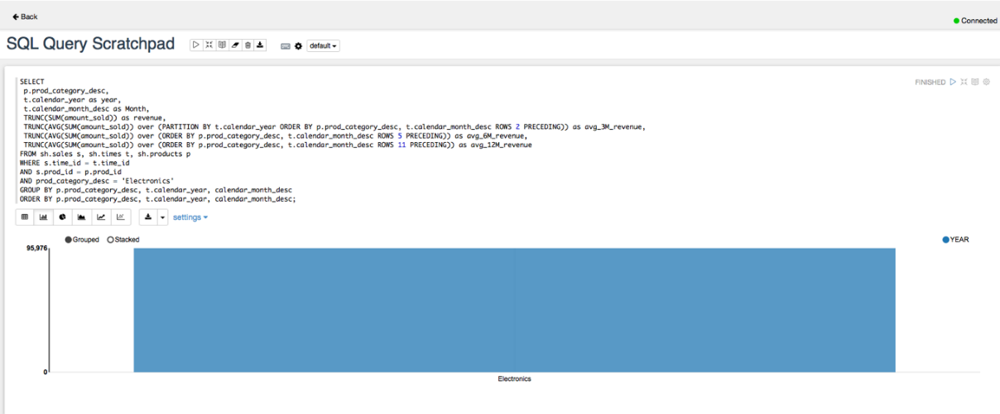 Back
Connected
SQL Query Scratchpad
default
SELECT
p.prod_category_desc,
t.calendar_year as year,
t.calendar_month_desc as Month,
TRUNC(SUM(amount_sold)) as revenue,
TRUNC(AVG(SUM(amount_sold)) over (PARTITION BY t.calendar_year ORDER BY p.prod_category_desc, t.calendar_month_desc ROWS 2 PRECEDING)) as avg_3M_revenue,
TRUNC(AVG(SUM(amount_sold)) over (ORDER BY p.prod_category_desc, t.calendar_month_desc ROWS 5 PRECEDING)) as avg_6M_revenue,
TRUNC(AVG(SUM(amount_sold)) over (ORDER BY p.prod_category_desc, t.calendar_month_desc ROWS 11 PRECEDING)) as avg_12M_revenue
FROM sh.sales s, sh.times t, sh.products p
WHERE s.time_id = t.time_id
AND s.prod_id = p.prod_id
AND prod_category_desc = 'Electronics'
GROUP BY p.prod_category_desc, t.calendar_year, calendar_month_desc
ORDER BY p.prod_category_desc, t.calendar_year, calendar_month_desc;
FINISHED
settings
Grouped Stacked
YEAR
95,976
0
Electronics